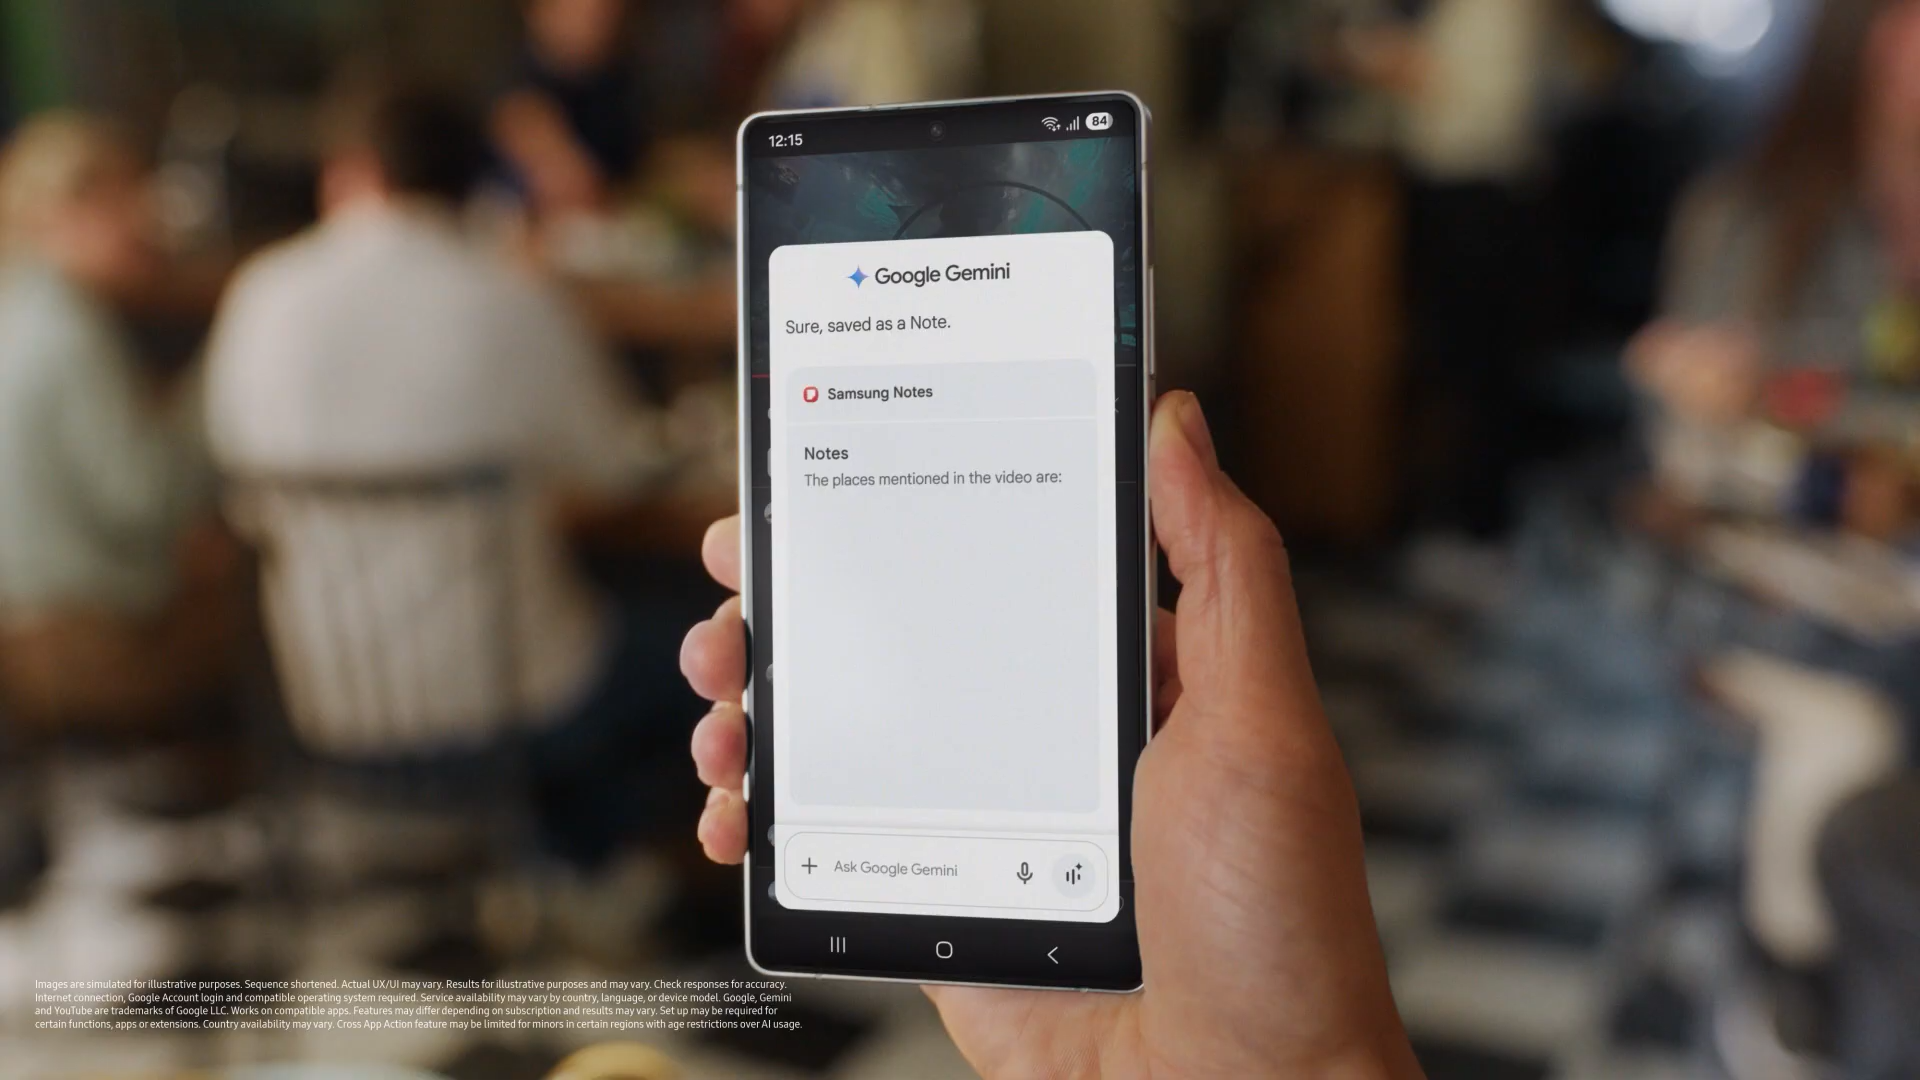 12:15
84
Google Gemini
Sure, saved as a Note.
Samsung Notes
Notes
The places mentioned in the video are:
Ask Google Gemini
Images are simulated for illustrative purposes. Sequence shortened. Actual UX/UI may vary. Results for illustrative purposes and may vary. Check responses for accuracy.
Internet connection, Google Account login and compatible operating system required. Service availability may vary by country, language, or device model. Google, Gemini
and YouTube are trademarks of Google LLC. Works on compatible apps. Features may differ depending on subscription and results may vary. Set up may be required for
certain functions, apps or extensions. Country availability may vary. Cross App Action feature may be limited for minors in certain regions with age restrictions over AI usage.